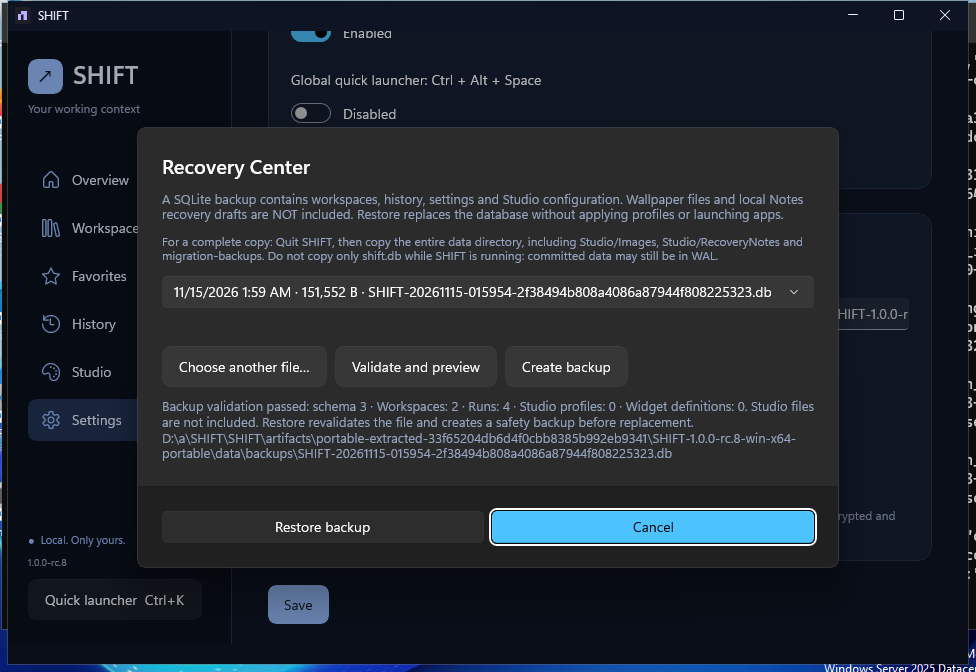 SHIFT
Enabled
SHIFT
Your working context
Global quick launcher: Ctrl + Alt + Space
Disabled
Overview
Workspace
Favorites
History
Studio
Settings
Recovery Center
A SQLite backup contains workspaces, history, settings and Studio configuration. Wallpaper files and local Notes
recovery drafts are NOT included. Restore replaces the database without applying profiles or launching apps.
For a complete copy: Quit SHIFT, then copy the entire data directory, including Studio/Images, Studio/RecoveryNotes and
migration-backups. Do not copy only shift.db while SHIFT is running: committed data may still be in WAL.
11/15/2026 1:59 AM · 151,552 B · SHIFT-20261115-015954-2f38494b808a4086a87944f808225323.db
HIFT-1.0.0-r
Choose another file...
Validate and preview
Create backup
Backup validation passed: schema 3 · Workspaces: 2 · Runs: 4 · Studio profiles: 0 · Widget definitions: 0. Studio files
are not included. Restore revalidates the file and creates a safety backup before replacement.
D:\a\SHIFT\SHIFT\artifacts\portable-extracted-33f65204db6d4f0cbb8385b992eb9341\SHIFT-1.0.0-rc.8-win-x64-
portable\data\backups\SHIFT-20261115-015954-2f38494b808a4086a87944f808225323.db
rypted and
Restore backup
Cancel
Local. Only yours.
1.0.0-rc.8
Quick launcher Ctrl+K
Save
Windows Server 2025 Datace